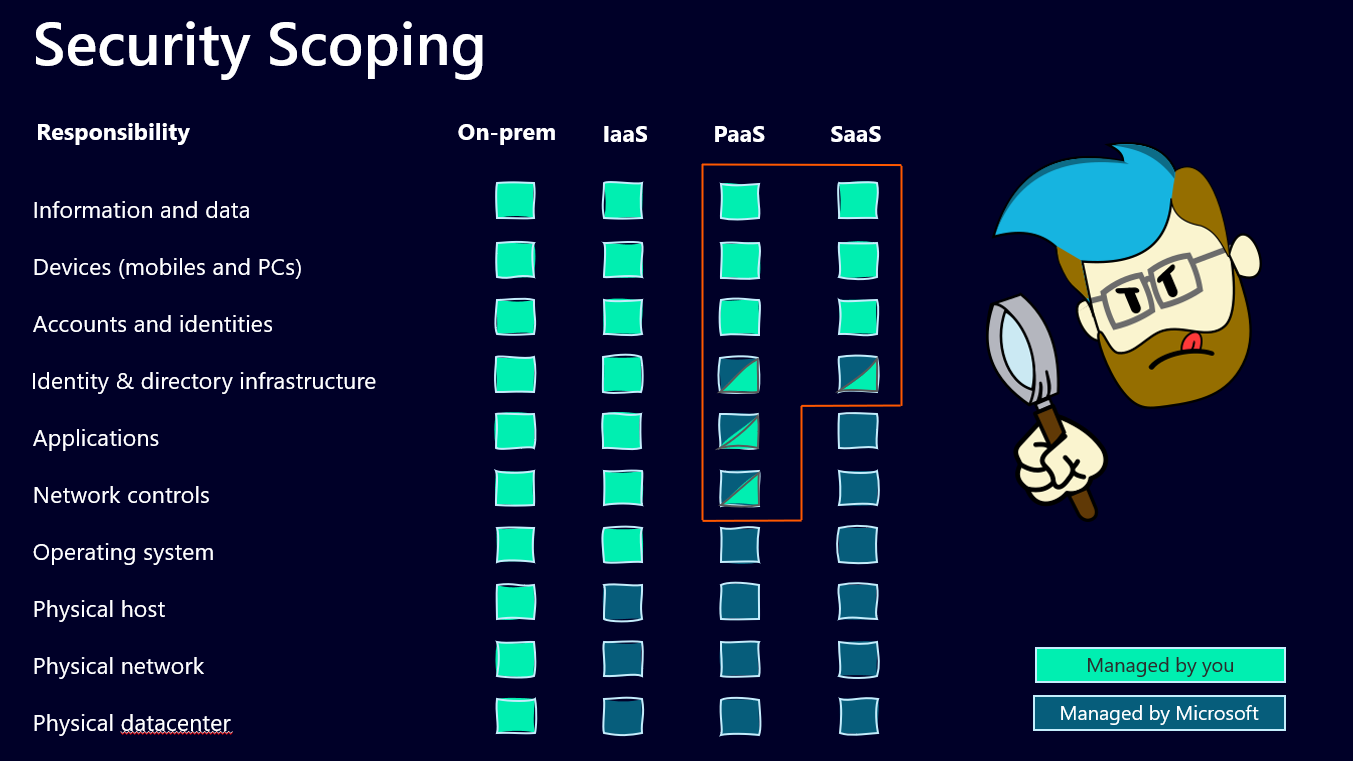 Security Scoping
Responsibility On-prem IaaS PaaS SaaS
Information and data
Devices (mobiles and PCs)
Accounts and identities
Identity & directory infrastructure
Applications
Network controls
Operating system
Physical host
Physical network
Physical datacenter
Managed by you
Managed by Microsoft